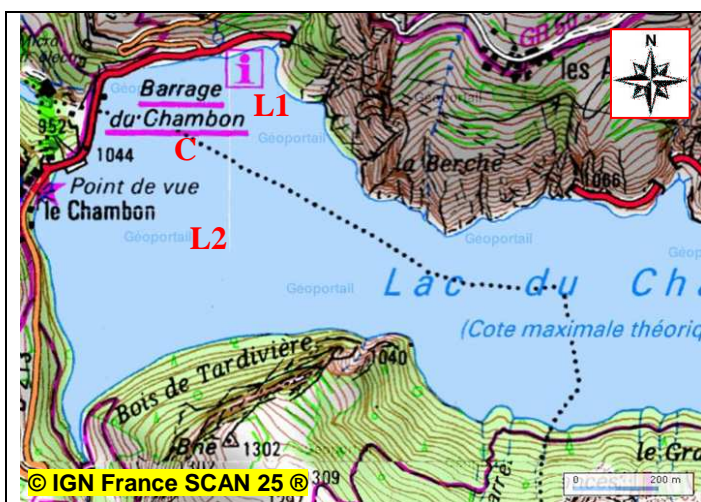 GR 50
N
les A
Micro
Barrage
Géoportail
L1
du Chambon
Géoportail
952
C
1044
la Berche
1066
Point de vue
le Chambon
Géoportail
L2
Géoportail
Géoportail
Lac du Cha
(Cote maximale théoriq
Bois de Tardivière
1040
Brié
1302
le Gra
309
0 200 m
© IGN France SCAN 25 ®